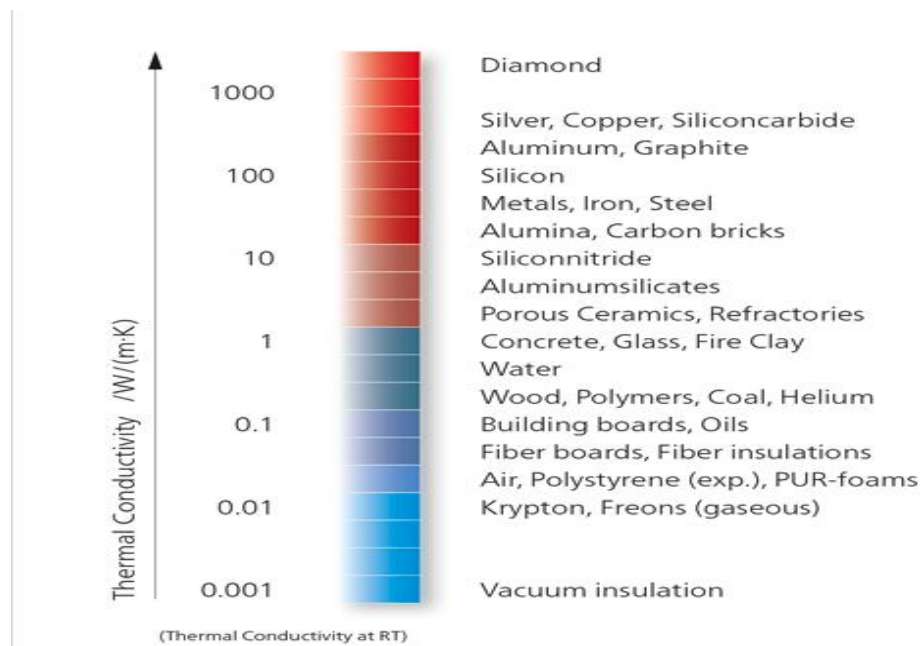 Thermal Conductivity /W/(m·K)
Diamond
1000
Silver, Copper, Siliconcarbide
Aluminum, Graphite
100 Silicon
Metals, Iron, Steel
Alumina, Carbon bricks
10 Siliconnitride
Aluminumsilicates
Porous Ceramics, Refractories
1 Concrete, Glass, Fire Clay
Water
Wood, Polymers, Coal, Helium
0.1 Building boards, Oils
Fiber boards, Fiber insulations
Air, Polystyrene (exp.), PUR-foams
0.01 Krypton, Freons (gaseous)
0.001 Vacuum insulation
(Thermal Conductivity at RT)